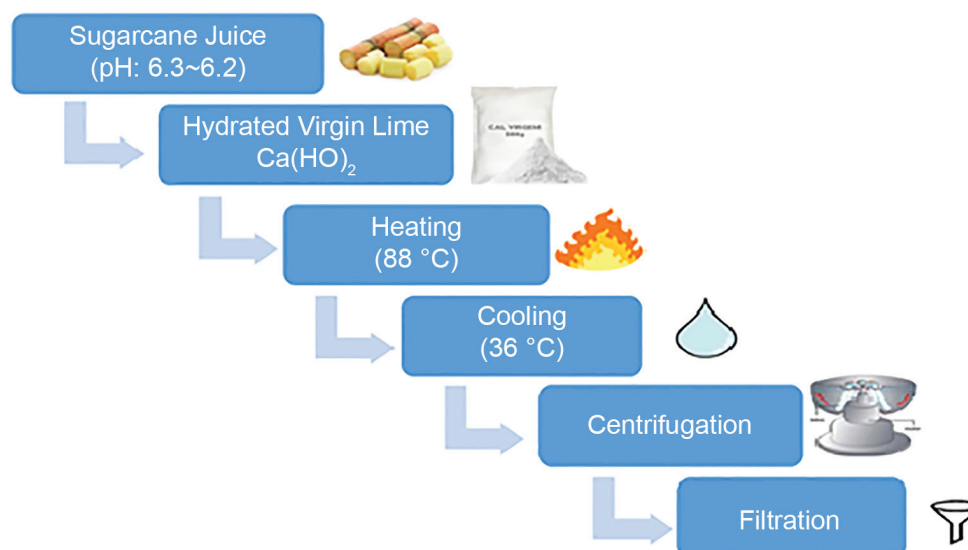 Sugarcane Juice
(pH: 6.3~6.2)
Hydrated Virgin Lime
Ca(HO)₂
CAL VIRGEM
Heating
(88 °C)
Cooling
(36 °C)
Centrifugation
Filtration